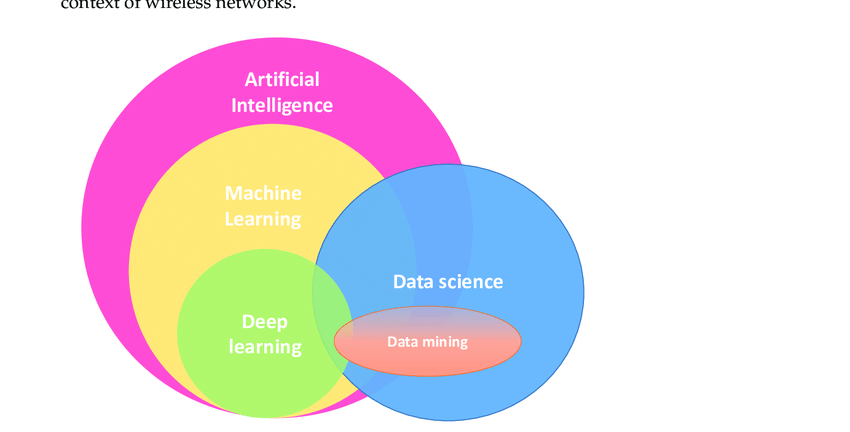 context of wireless networks.
Artificial
Intelligence
Machine
Learning
Data science
Deep
learning
Data mining